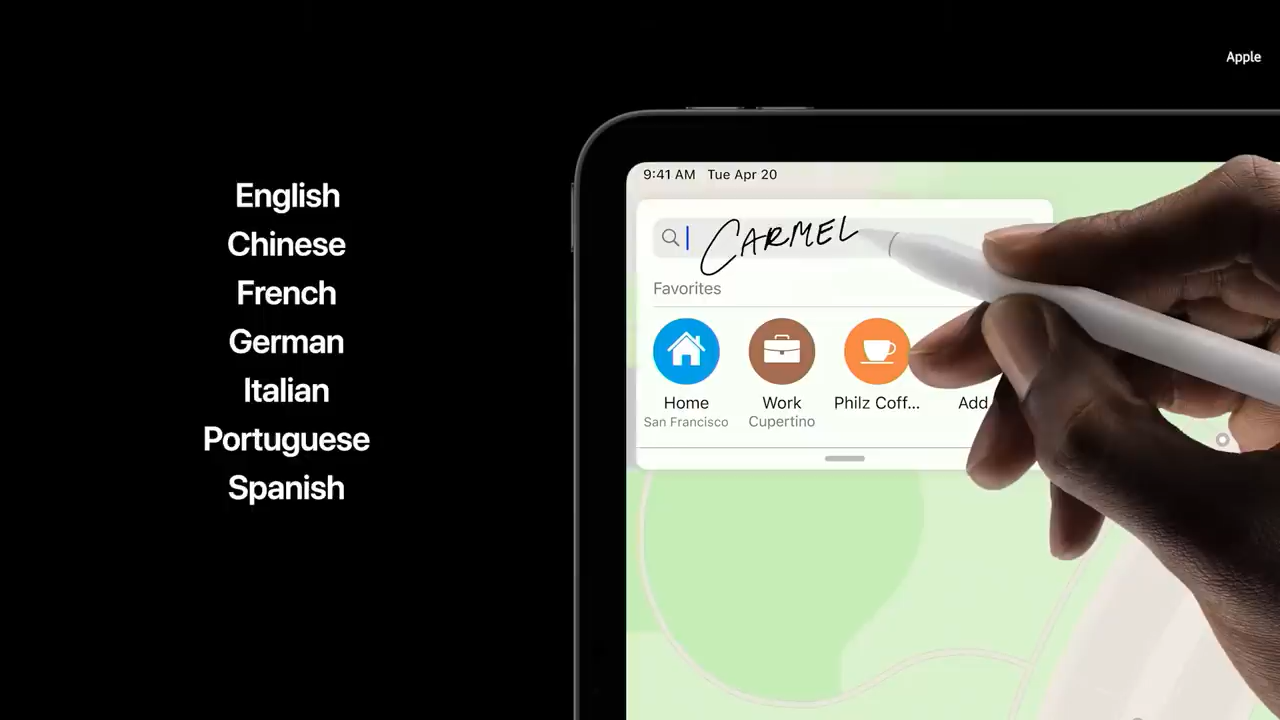 Apple
English
Chinese
French
German
Italian
Portuguese
Spanish
9:41 AM Tue Apr 20
CARMEL
Favorites
Home
San Francisco
Work
Cupertino
Philz Coff...
Add